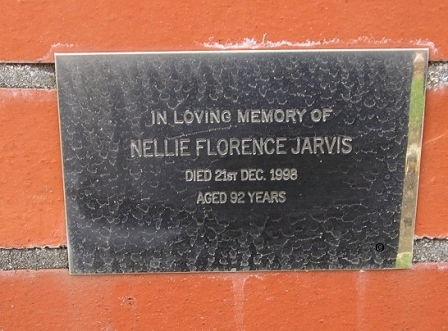 IN LOVING MEMORY OF
NELLIE FLORENCE JARVIS
DIED 21ST DEC. 1998
AGED 92 YEARS